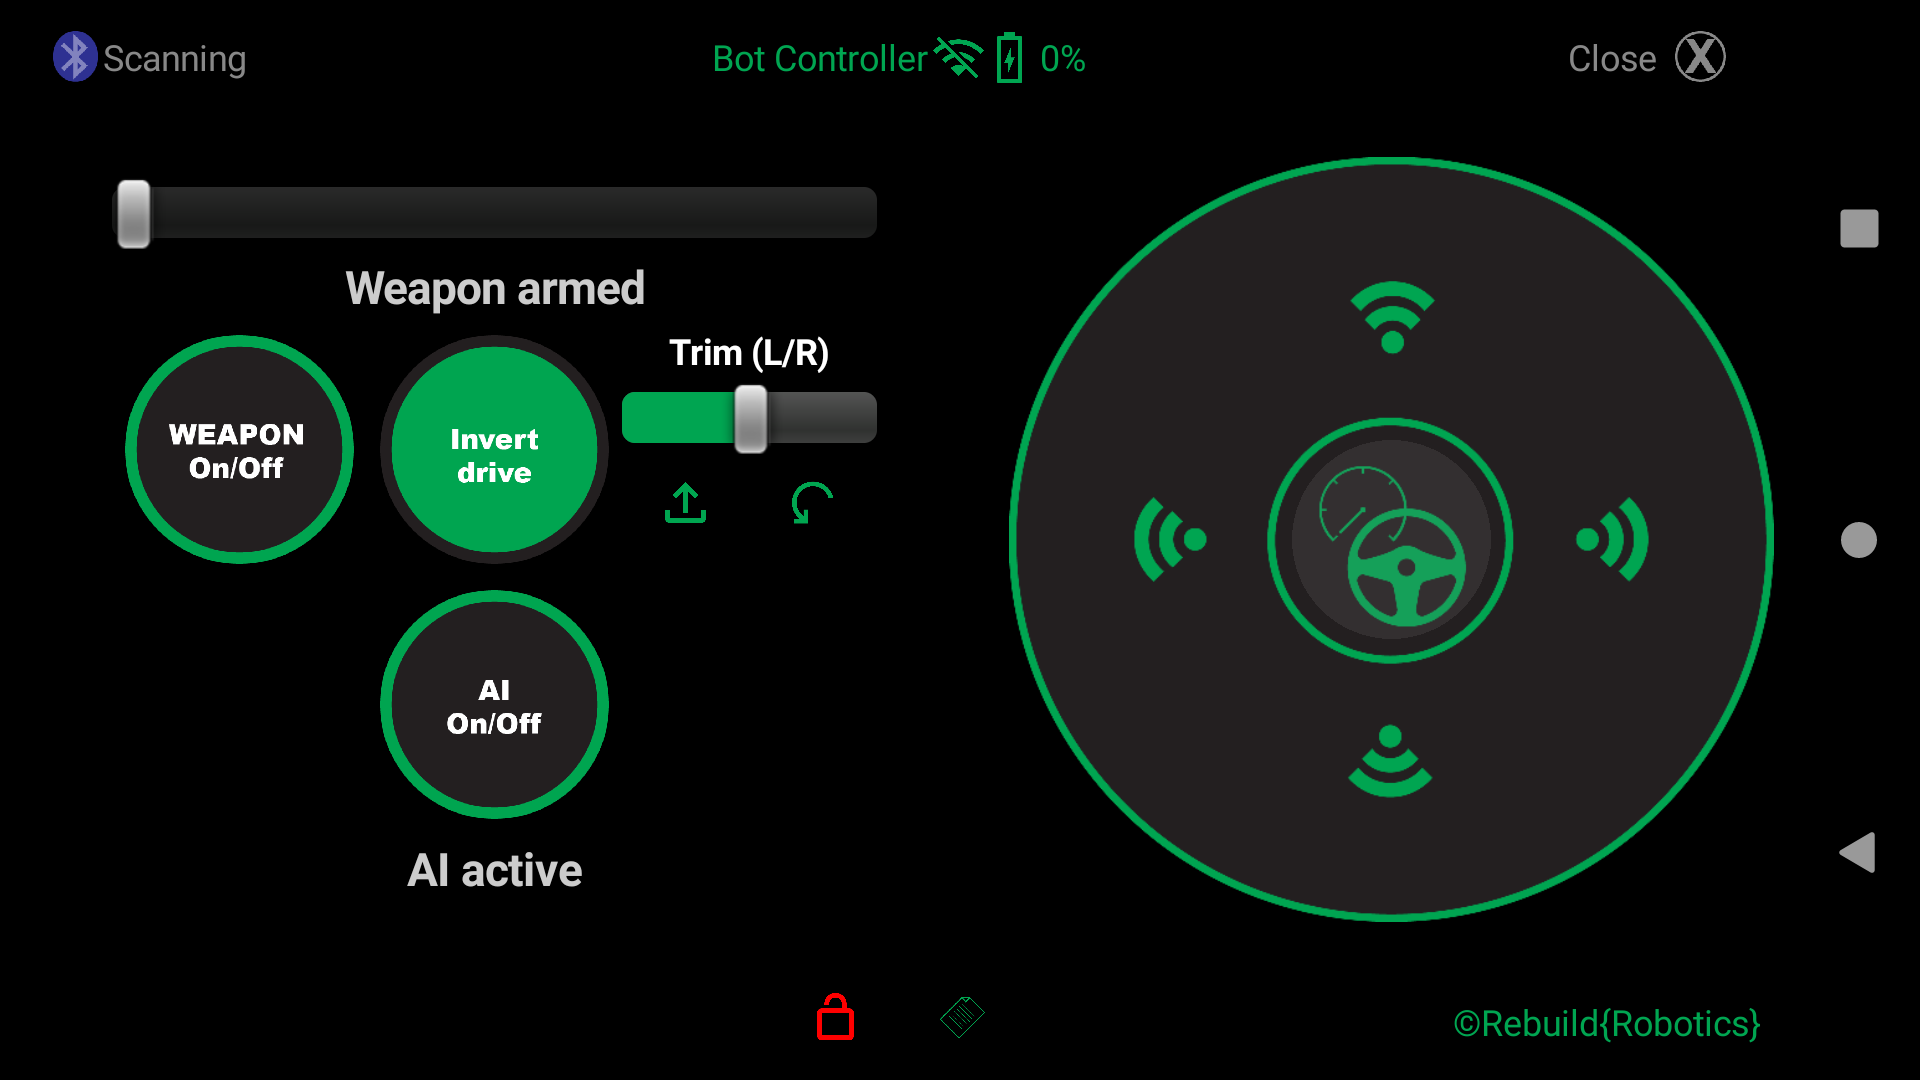 Scanning
Bot Controller 0%
Close X
Weapon armed
Trim (L/R)
WEAPON
On/Off
Invert
drive
AI
On/Off
AI active
©Rebuild{Robotics}